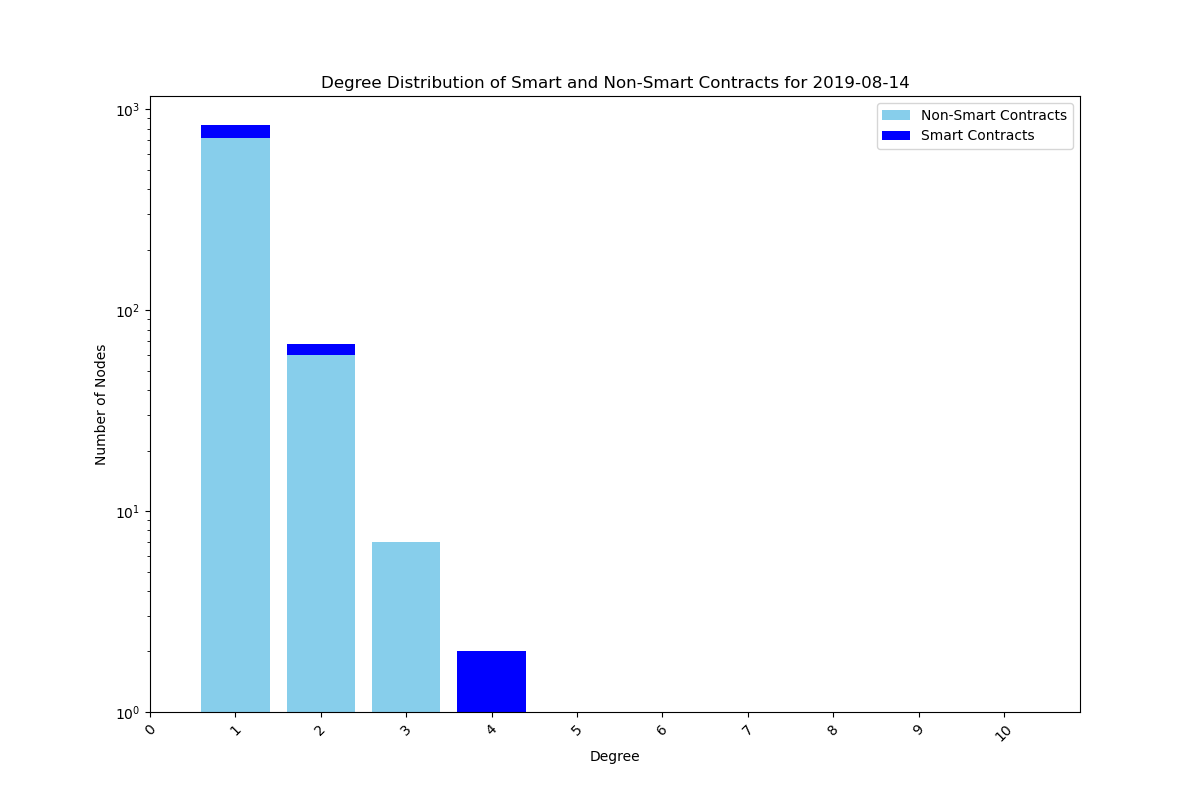 Degree Distribution of Smart and Non-Smart Contracts for 2019-08-14
Non-Smart Contracts
Smart Contracts
Number of Nodes
10³
10²
10¹
10⁰
0 1 2 3 4 5 6 7 8 9 10
Degree